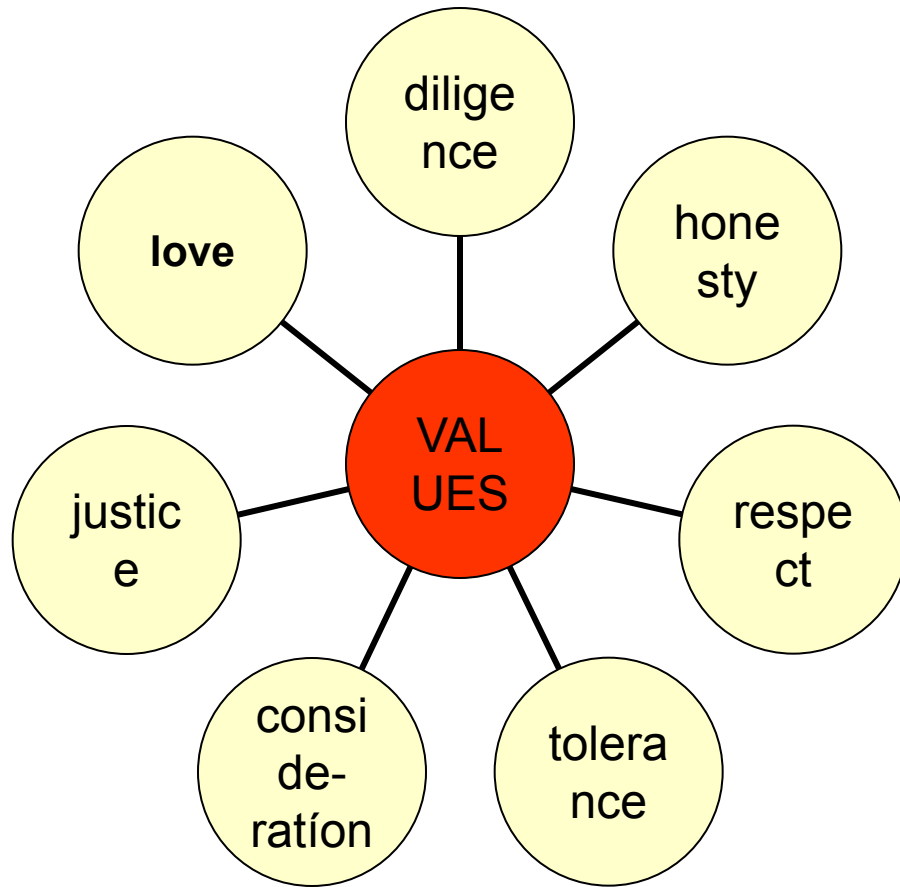 dilige
nce
love
hone
sty
VAL
UES
justic
e
respe
ct
consi
de-
ratíon
tolera
nce